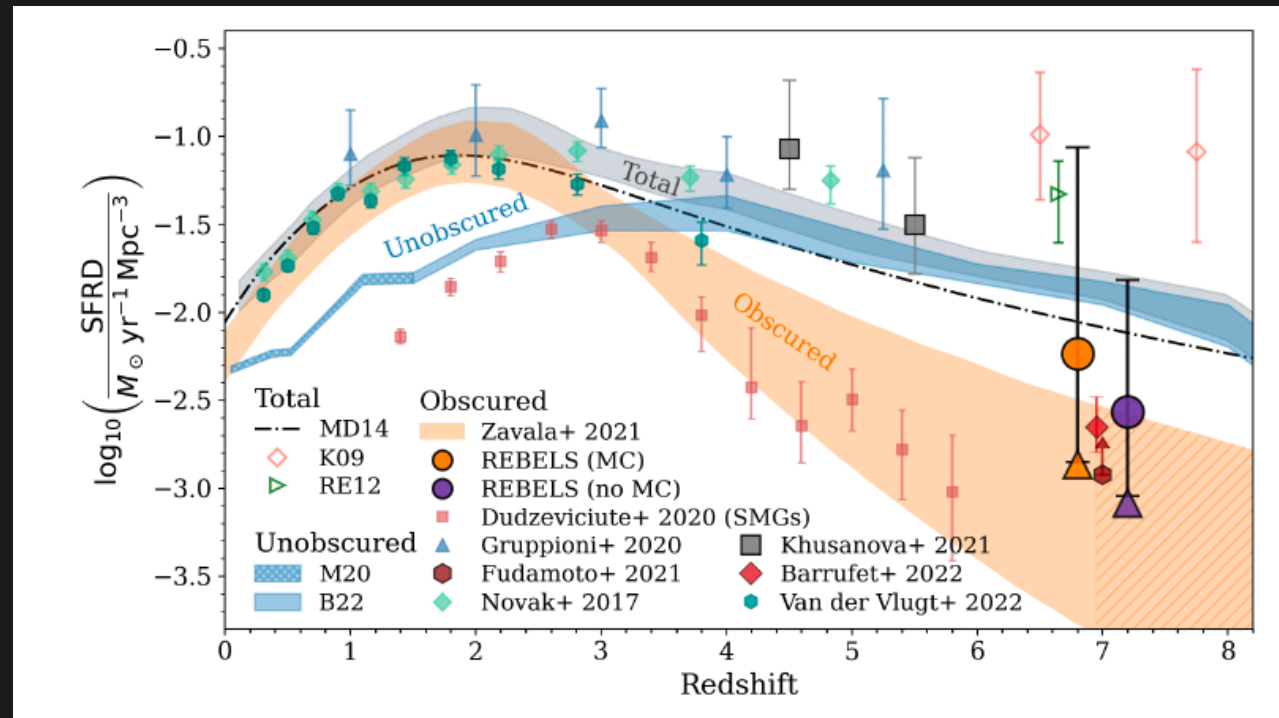 −0.5
−1.0
−1.5
−2.0
−2.5
−3.0
−3.5
log₁₀(SFRD / M☉ yr⁻¹ Mpc⁻³)
Total
Unobscured
Obscured
Total
MD14
K09
RE12
Unobscured
M20
B22
Obscured
Zavala+ 2021
REBELS (MC)
REBELS (no MC)
Dudzeviciute+ 2020 (SMGs)
Gruppioni+ 2020
Fudamoto+ 2021
Novak+ 2017
Khusanova+ 2021
Barrufet+ 2022
Van der Vlugt+ 2022
0 1 2 3 4 5 6 7 8
Redshift